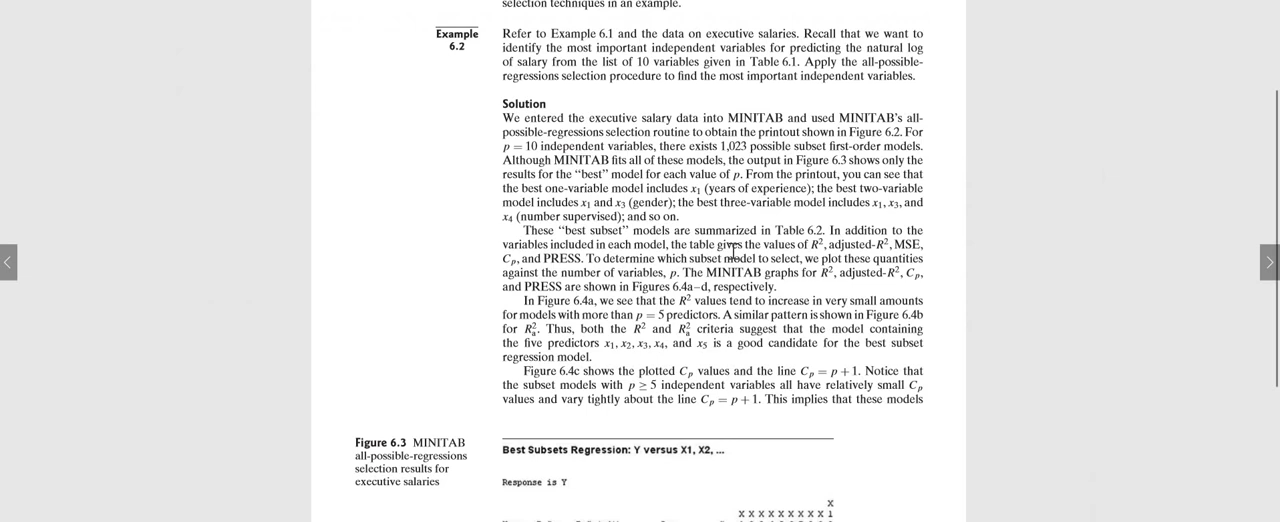 selection techniques in an example.
Example
6.2
Refer to Example 6.1 and the data on executive salaries. Recall that we want to
identify the most important independent variables for predicting the natural log
of salary from the list of 10 variables given in Table 6.1. Apply the all-possible-
regressions selection procedure to find the most important independent variables.
Solution
We entered the executive salary data into MINITAB and used MINITAB's all-
possible-regressions selection routine to obtain the printout shown in Figure 6.2. For
p = 10 independent variables, there exists 1,023 possible subset first-order models.
Although MINITAB fits all of these models, the output in Figure 6.3 shows only the
results for the "best" model for each value of p. From the printout, you can see that
the best one-variable model includes x₁ (years of experience); the best two-variable
model includes x₁ and x₃ (gender); the best three-variable model includes x₁, x₃, and
x₄ (number supervised); and so on.
These "best subset" models are summarized in Table 6.2. In addition to the
variables included in each model, the table gives the values of R², adjusted-R², MSE,
Cₚ, and PRESS. To determine which subset model to select, we plot these quantities
against the number of variables, p. The MINITAB graphs for R², adjusted-R², Cₚ,
and PRESS are shown in Figures 6.4a–d, respectively.
In Figure 6.4a, we see that the R² values tend to increase in very small amounts
for models with more than p = 5 predictors. A similar pattern is shown in Figure 6.4b
for R²ₐ. Thus, both the R² and R²ₐ criteria suggest that the model containing
the five predictors x₁, x₂, x₃, x₄, and x₅ is a good candidate for the best subset
regression model.
Figure 6.4c shows the plotted Cₚ values and the line Cₚ = p + 1. Notice that
the subset models with p ≥ 5 independent variables all have relatively small Cₚ
values and vary tightly about the line Cₚ = p + 1. This implies that these models
Figure 6.3 MINITAB
all-possible-regressions
selection results for
executive salaries
Best Subsets Regression: Y versus X1, X2, ...
Response is Y
X
X X X X X X X X X 1